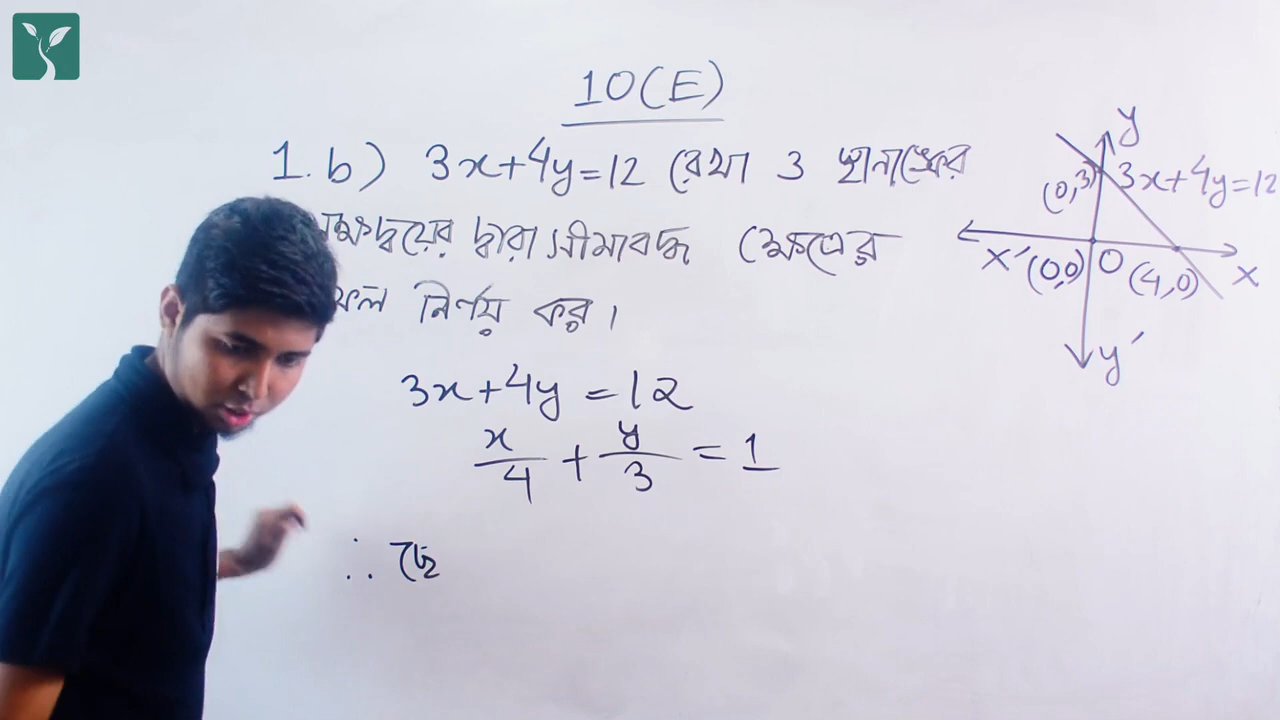 10(E)
1.b) 3x+4y=12 রেখা ও স্থানাঙ্কের
দ্বারা সীমাবদ্ধ ক্ষেত্রের
নির্ণয় কর।
3x+4y=12
x/4 + y/3 = 1
∴ ছে
y
(0,3) 3x+4y=12
x′ (0,0) O (4,0) x
y′